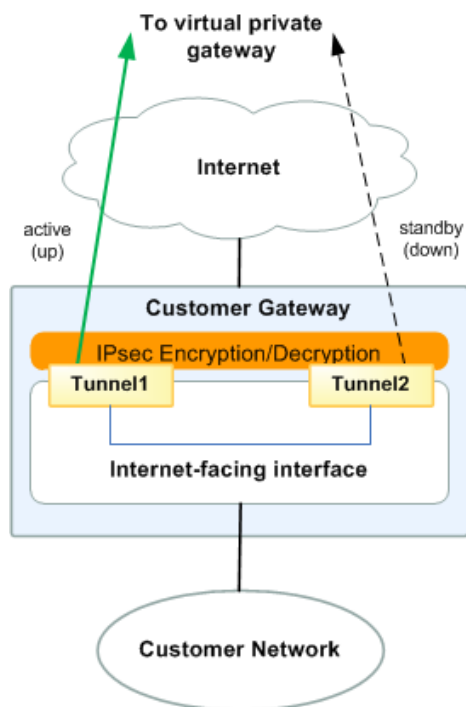 To virtual private
gateway
Internet
active
(up)
standby
(down)
Customer Gateway
IPsec Encryption/Decryption
Tunnel1
Tunnel2
Internet-facing interface
Customer Network